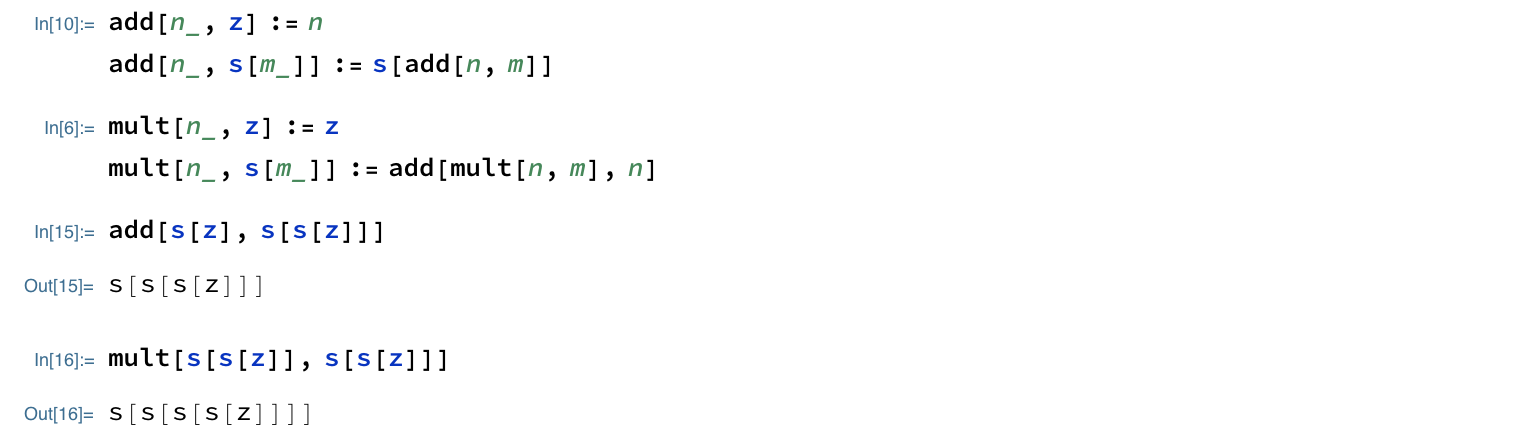 In[10]:= add[n_, z] := n
add[n_, s[m_]] := s[add[n, m]]
In[6]:= mult[n_, z] := z
mult[n_, s[m_]] := add[mult[n, m], n]
In[15]:= add[s[z], s[s[z]]]
Out[15]= s[s[s[z]]]
In[16]:= mult[s[s[z]], s[s[z]]]
Out[16]= s[s[s[s[z]]]]